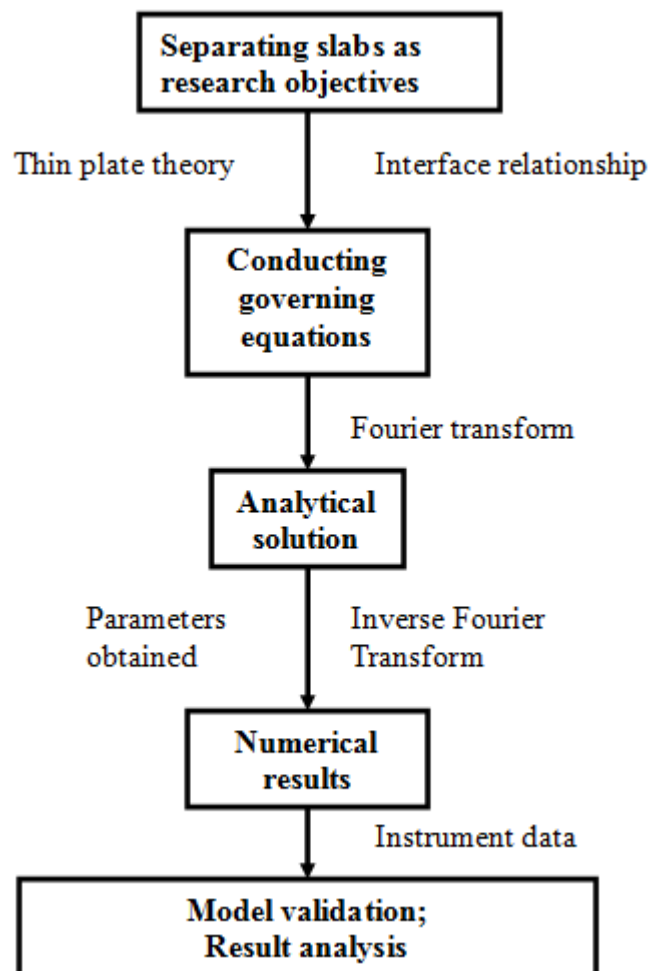 Separating slabs as
research objectives
Thin plate theory
Interface relationship
Conducting
governing
equations
Fourier transform
Analytical
solution
Parameters
obtained
Inverse Fourier
Transform
Numerical
results
Instrument data
Model validation;
Result analysis